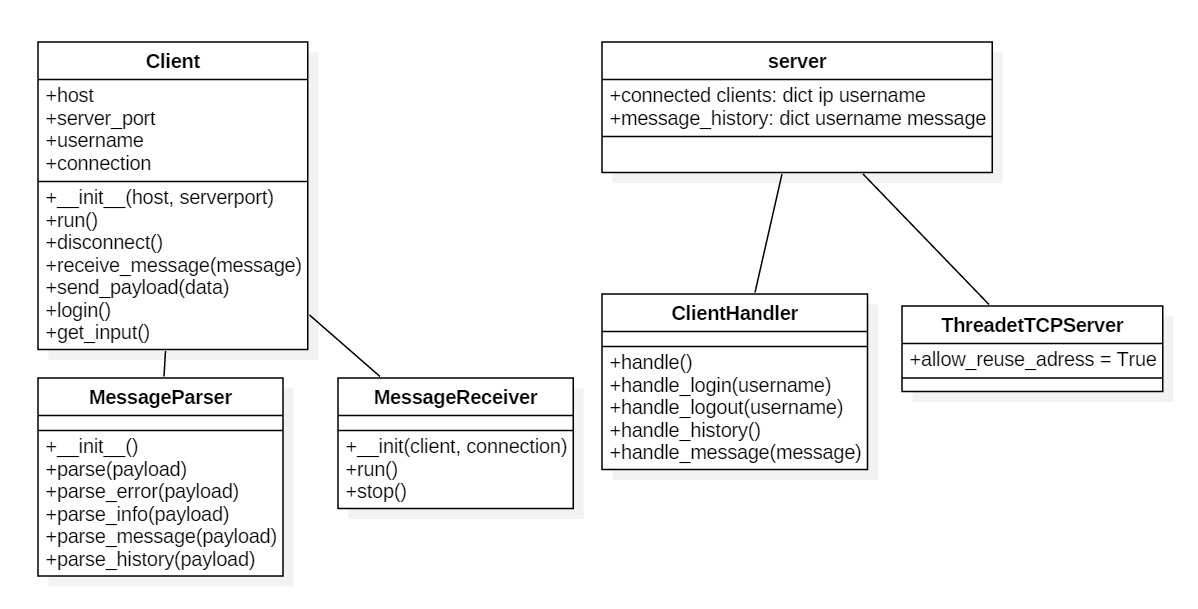 Client
+host
+server_port
+username
+connection
+__init__(host, serverport)
+run()
+disconnect()
+receive_message(message)
+send_payload(data)
+login()
+get_input()
server
+connected clients: dict ip username
+message_history: dict username message
MessageParser
+__init__()
+parse(payload)
+parse_error(payload)
+parse_info(payload)
+parse_message(payload)
+parse_history(payload)
MessageReceiver
+__init(client, connection)
+run()
+stop()
ClientHandler
+handle()
+handle_login(username)
+handle_logout(username)
+handle_history()
+handle_message(message)
ThreadetTCPServer
+allow_reuse_adress = True